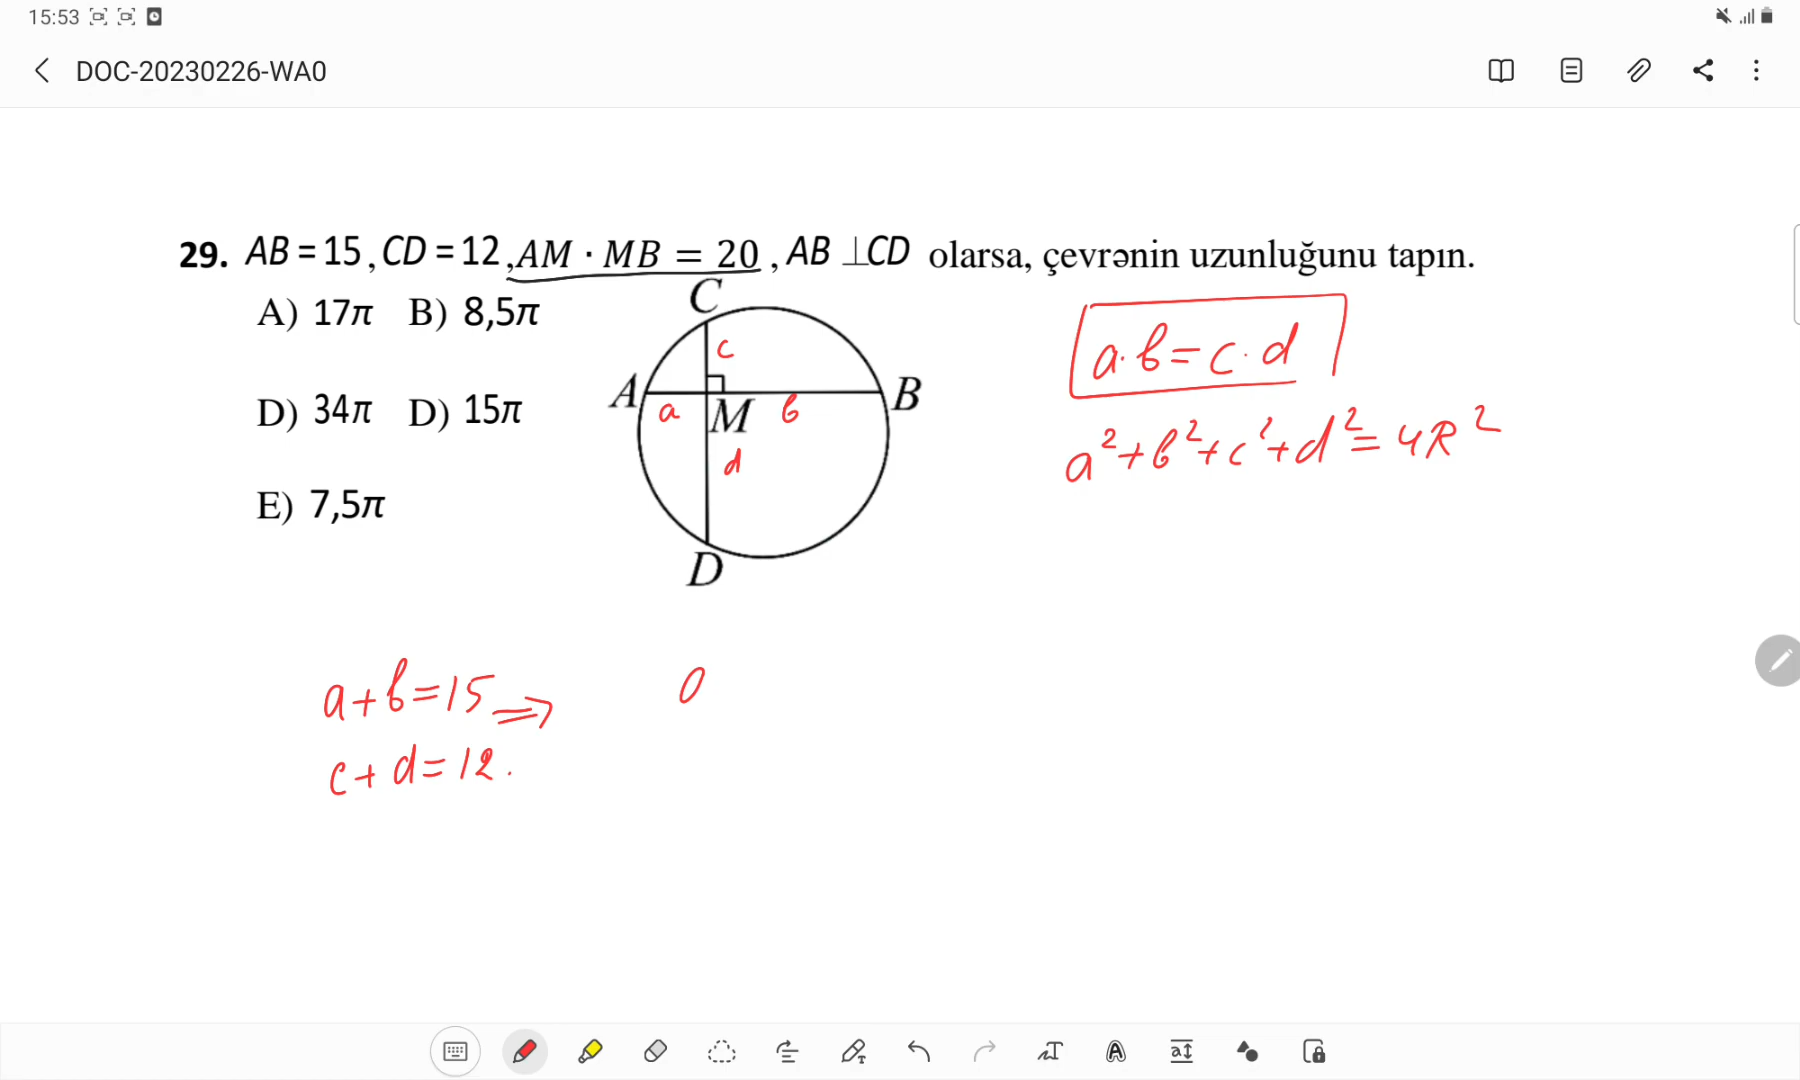 15:53
DOC-20230226-WA0
29. AB = 15, CD = 12, AM · MB = 20, AB ⊥ CD olarsa, çevrənin uzunluğunu tapın.
A) 17π B) 8,5π
D) 34π D) 15π
E) 7,5π
C
c
A
B
a
M
b
d
D
a·b=c·d
a²+b²+c²+d²=4R²
a+b=15 ⇒ 0
c+d=12.